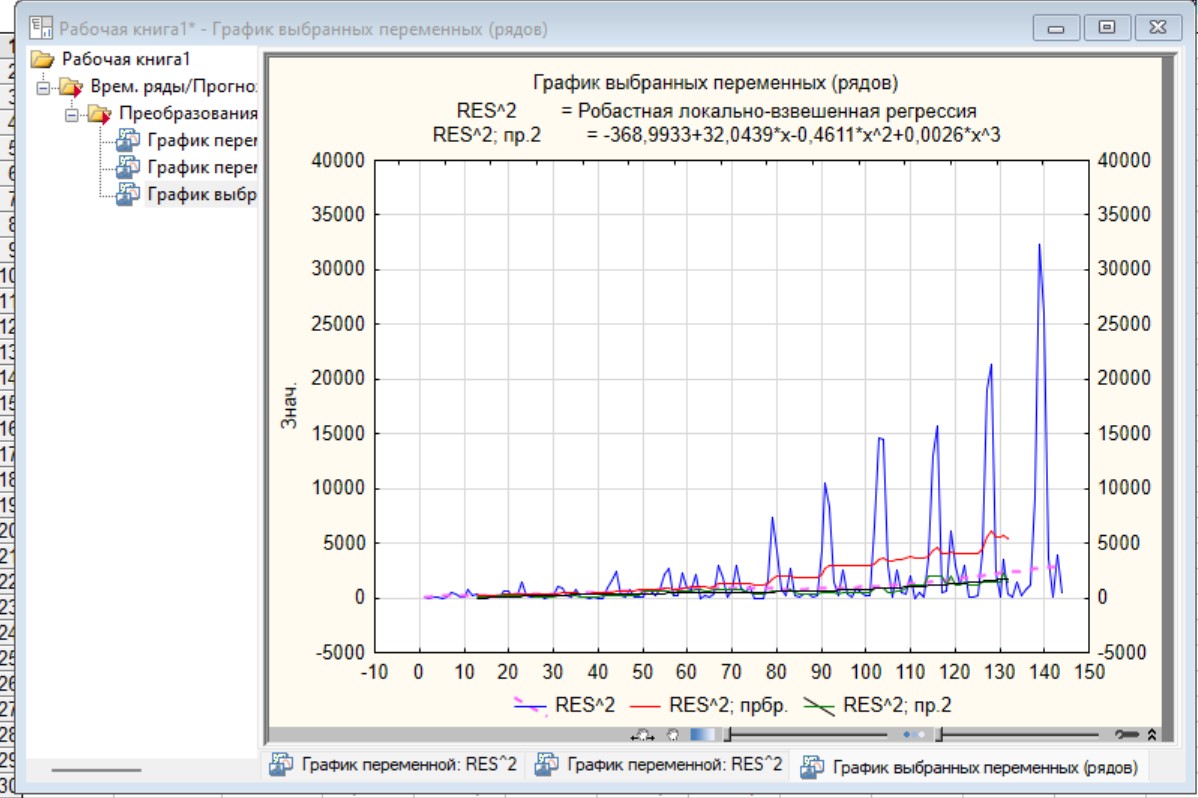 Рабочая книга1* - График выбранных переменных (рядов)
Рабочая книга1
Врем. ряды/Прогно
Преобразования
График перем
График перем
График выбр
График выбранных переменных (рядов)
RES^2 = Робастная локально-взвешенная регрессия
RES^2; пр.2 = -368,9933+32,0439*x-0,4611*x^2+0,0026*x^3
40000 40000
35000 35000
30000 30000
25000 25000
20000 20000
15000 15000
10000 10000
5000 5000
0 0
-5000 -5000
Знач.
-10 0 10 20 30 40 50 60 70 80 90 100 110 120 130 140 150
RES^2 RES^2; прбр. RES^2; пр.2
График переменной: RES^2 График переменной: RES^2 График выбранных переменных (рядов)